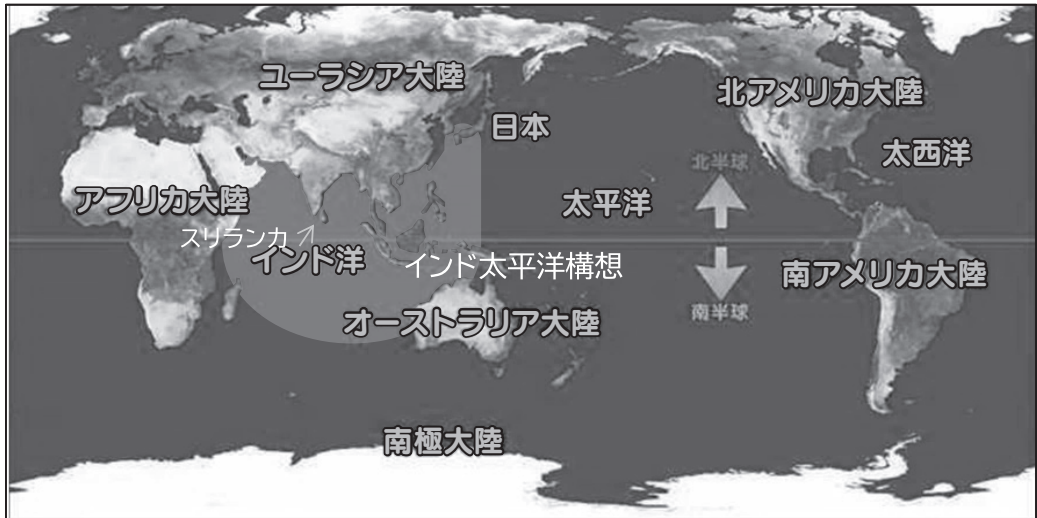 ユーラシア大陸
北アメリカ大陸
日本
太西洋
北半球
アフリカ大陸
太平洋
スリランカ
インド洋
インド太平洋構想
南アメリカ大陸
南半球
オーストラリア大陸
南極大陸